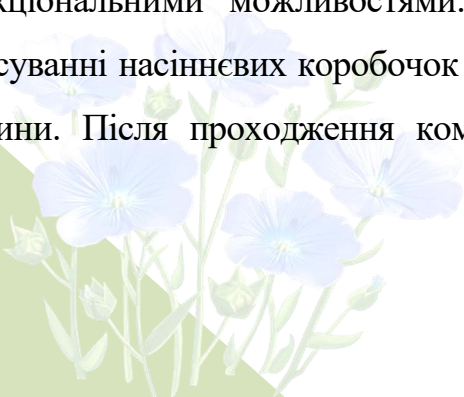 кціональними можливостями.
суванні насіннєвих коробочок
ини. Після проходження ком